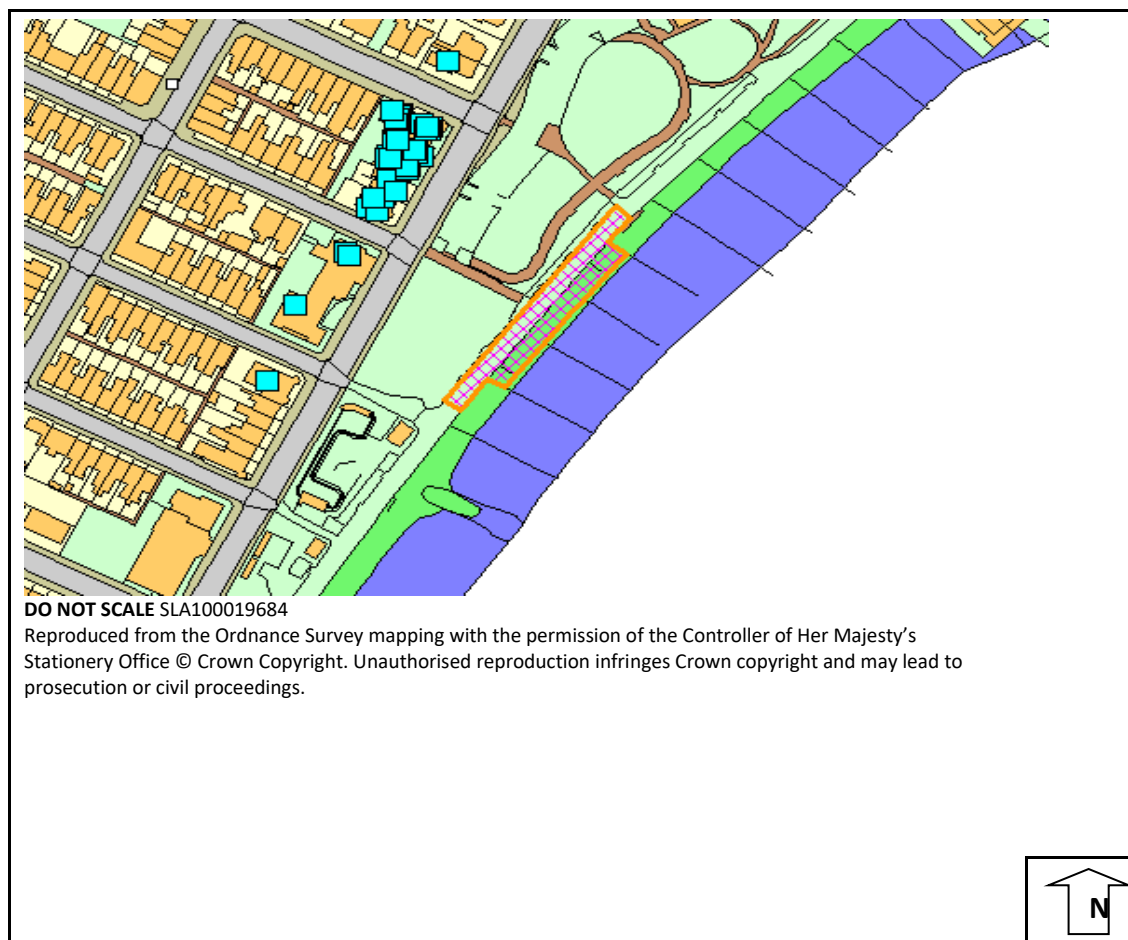 DO NOT SCALE SLA100019684
Reproduced from the Ordnance Survey mapping with the permission of the Controller of Her Majesty’s
Stationery Office © Crown Copyright. Unauthorised reproduction infringes Crown copyright and may lead to
prosecution or civil proceedings.
N